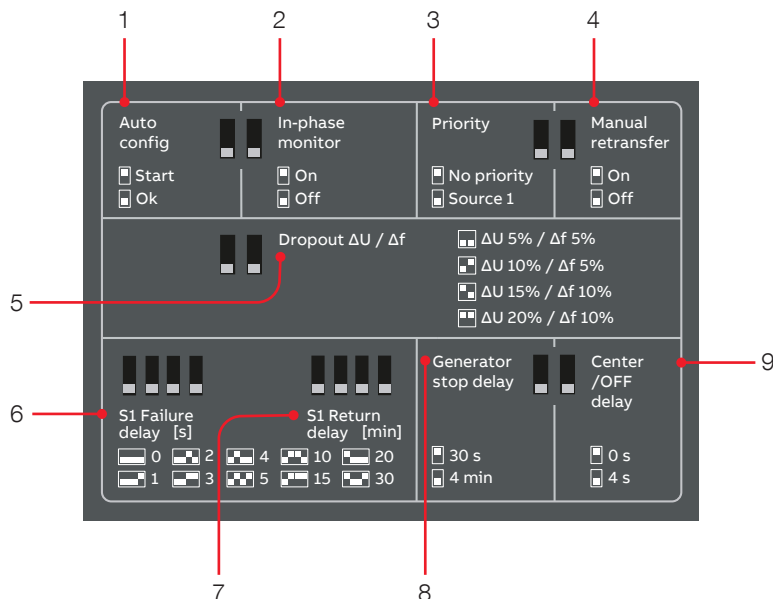 1
2
3
4
Auto
config
Start
Ok
In-phase
monitor
On
Off
Priority
No priority
Source 1
Manual
retransfer
On
Off
Dropout ΔU / Δf
ΔU 5% / Δf 5%
ΔU 10% / Δf 5%
ΔU 15% / Δf 10%
ΔU 20% / Δf 10%
5
S1 Failure
delay [s]
S1 Return
delay [min]
0 2 4 10 20
1 3 5 15 30
Generator
stop delay
30 s
4 min
Center
/OFF
delay
0 s
4 s
9
6
7
8